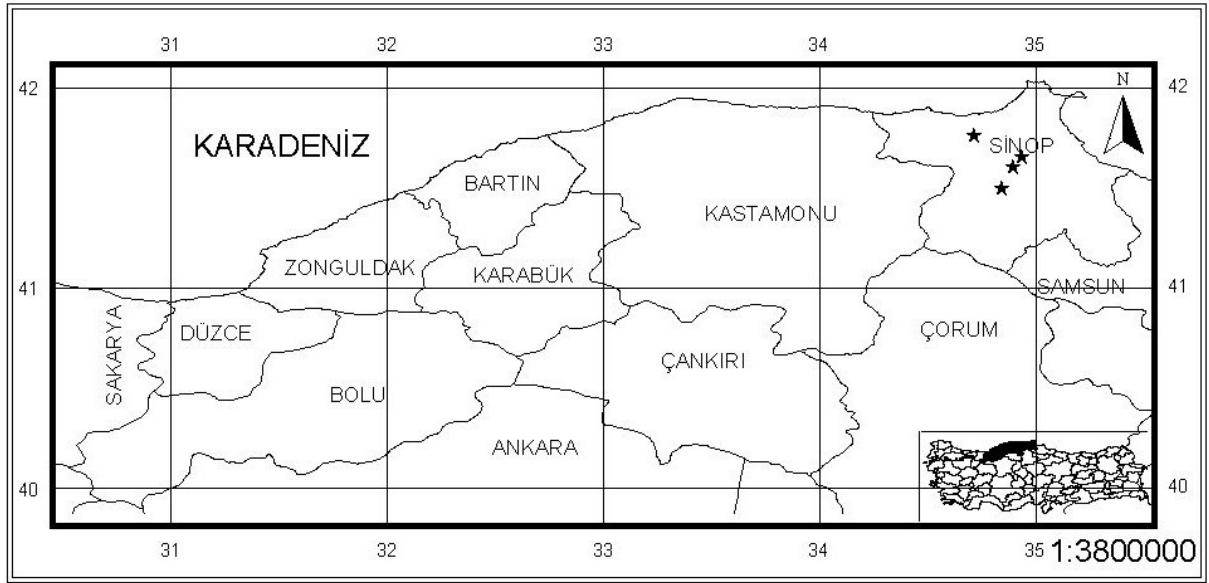 31 32 33 34 35
42 42
N
KARADENİZ
SİNOP
BARTIN
KASTAMONU
ZONGULDAK
KARABÜK
41 41
SAMSUN
DÜZCE
ÇORUM
SAKARYA
ÇANKIRI
BOLU
ANKARA
40 40
31 32 33 34 35
1:3800000